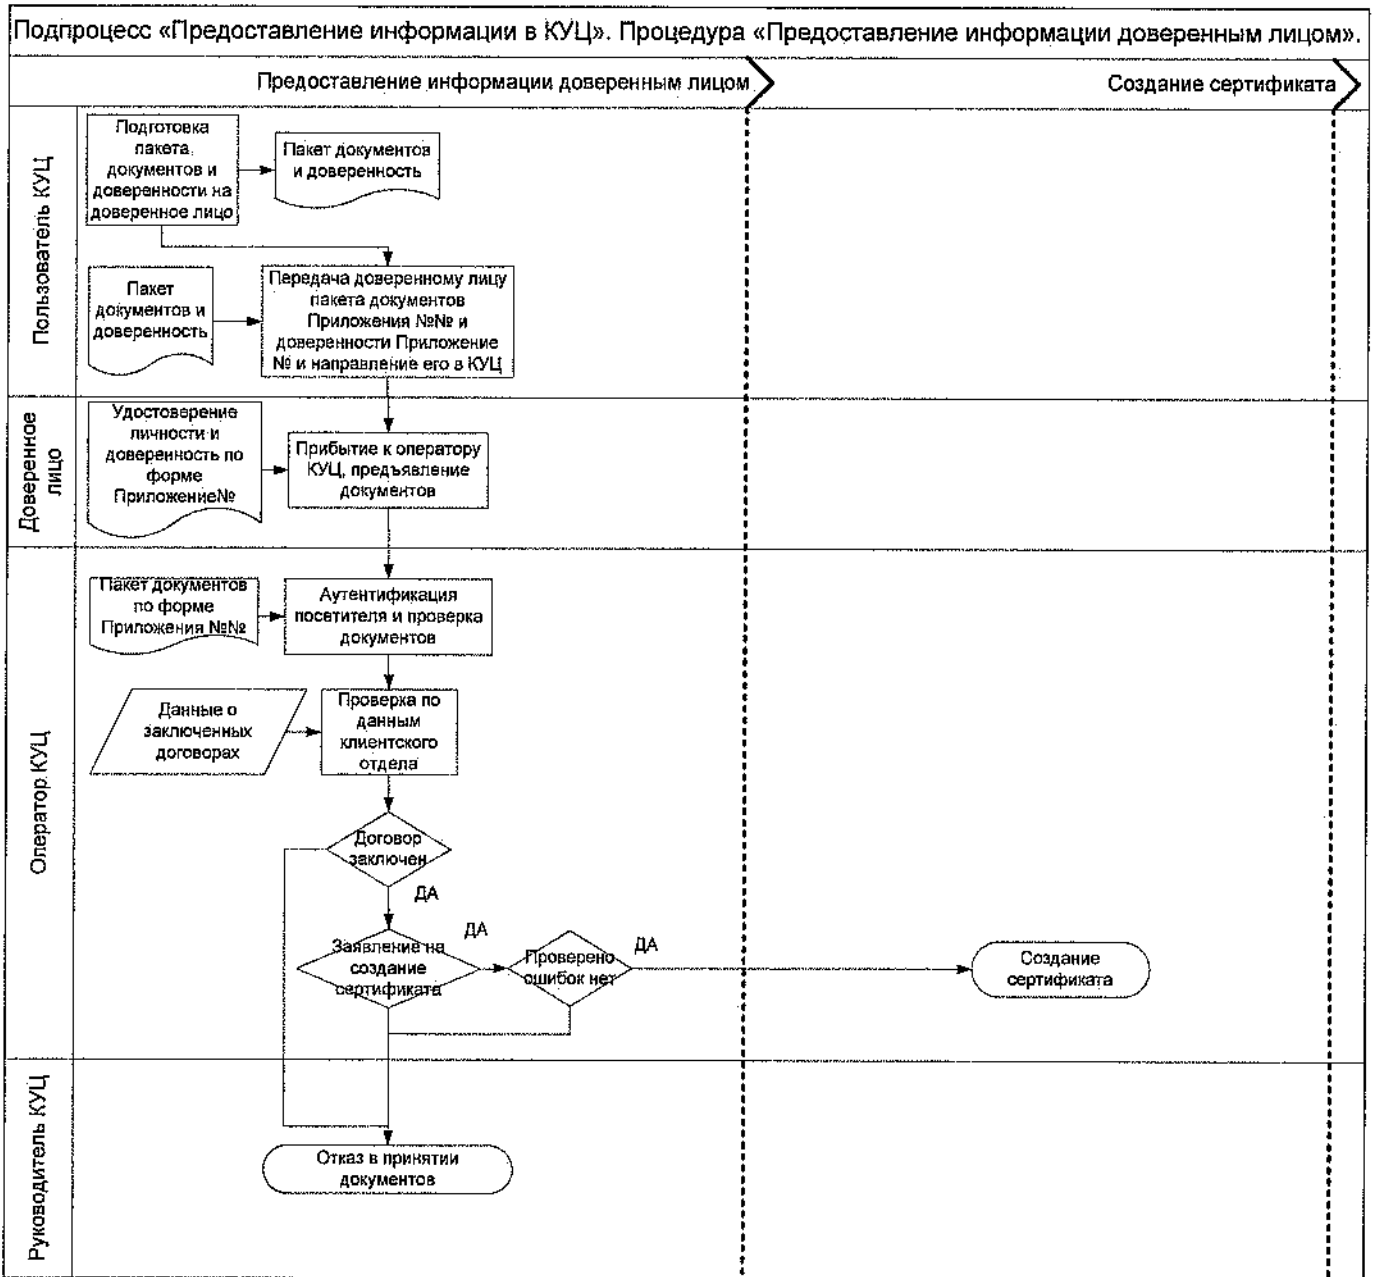 Подпроцесс «Предоставление информации в КУЦ». Процедура «Предоставление информации доверенным лицом».
Предоставление информации доверенным лицом
Создание сертификата
Пользователь КУЦ
Подготовка
пакета,
документов и
доверенности на
доверенное лицо
Пакет документов
и доверенность
Пакет
документов и
доверенность
Передача доверенному лицу
пакета документов
Приложения №№ и
доверенности Приложение
№ и направление его в КУЦ
Доверенное
лицо
Удостоверение
личности и
доверенность по
форме
Приложение№
Прибытие к оператору
КУЦ, предъявление
документов
Оператор КУЦ
Пакет документов
по форме
Приложения №№
Аутентификация
посетителя и проверка
документов
Данные о
заключенных
договорах
Проверка по
данным
клиентского
отдела
Договор
заключен
ДА
Заявление на
создание
сертификата
ДА
Проверено
ошибок нет
ДА
Создание
сертификата
Руководитель КУЦ
Отказ в принятии
документов